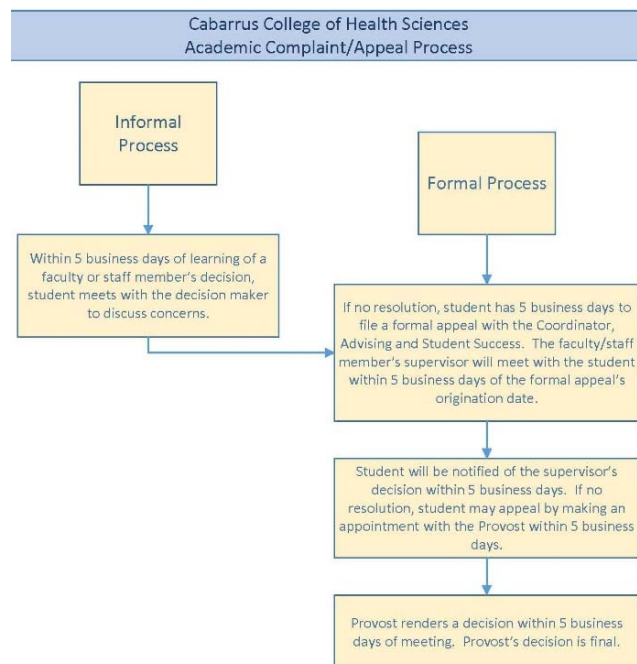 Cabarrus College of Health Sciences
Academic Complaint/Appeal Process
Informal
Process
Within 5 business days of learning of a
faculty or staff member's decision,
student meets with the decision maker
to discuss concerns.
Formal Process
If no resolution, student has 5 business days to
file a formal appeal with the Coordinator,
Advising and Student Success. The faculty/staff
member's supervisor will meet with the student
within 5 business days of the formal appeal's
origination date.
Student will be notified of the supervisor's
decision within 5 business days. If no
resolution, student may appeal by making an
appointment with the Provost within 5 business
days.
Provost renders a decision within 5 business
days of meeting. Provost's decision is final.